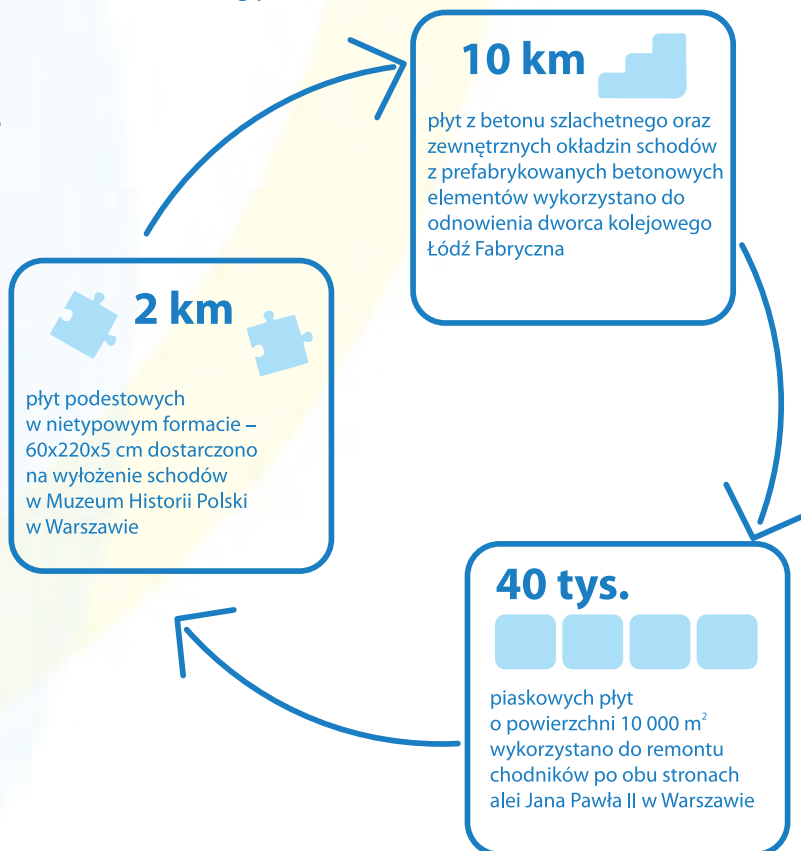 10 km
płyt z betonu szlachetnego oraz
zewnętrznych okładzin schodów
z prefabrykowanych betonowych
elementów wykorzystano do
odnowienia dworca kolejowego
Łódź Fabryczna
2 km
płyt podestowych
w nietypowym formacie –
60x220x5 cm dostarczono
na wyłożenie schodów
w Muzeum Historii Polski
w Warszawie
40 tys.
piaskowych płyt
o powierzchni 10 000 m²
wykorzystano do remontu
chodników po obu stronach
alei Jana Pawła II w Warszawie